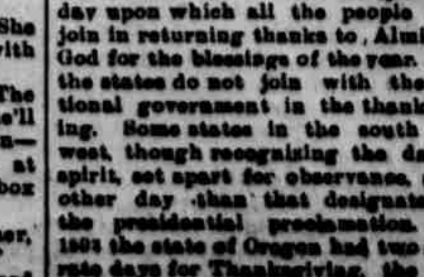 She
with
The
e'll
n—
at
box
her,
day upon which all the people
join in returning thanks to Almi
God for the blessings of the year.
the states do not join with the
tional government in the thank
ing. Some states in the south
west, though recognizing the da
spirit, set apart for observance,
other day than that designate
the presidential proclamation.
the state of Oregon had two
rate days for Thanksgiving, the